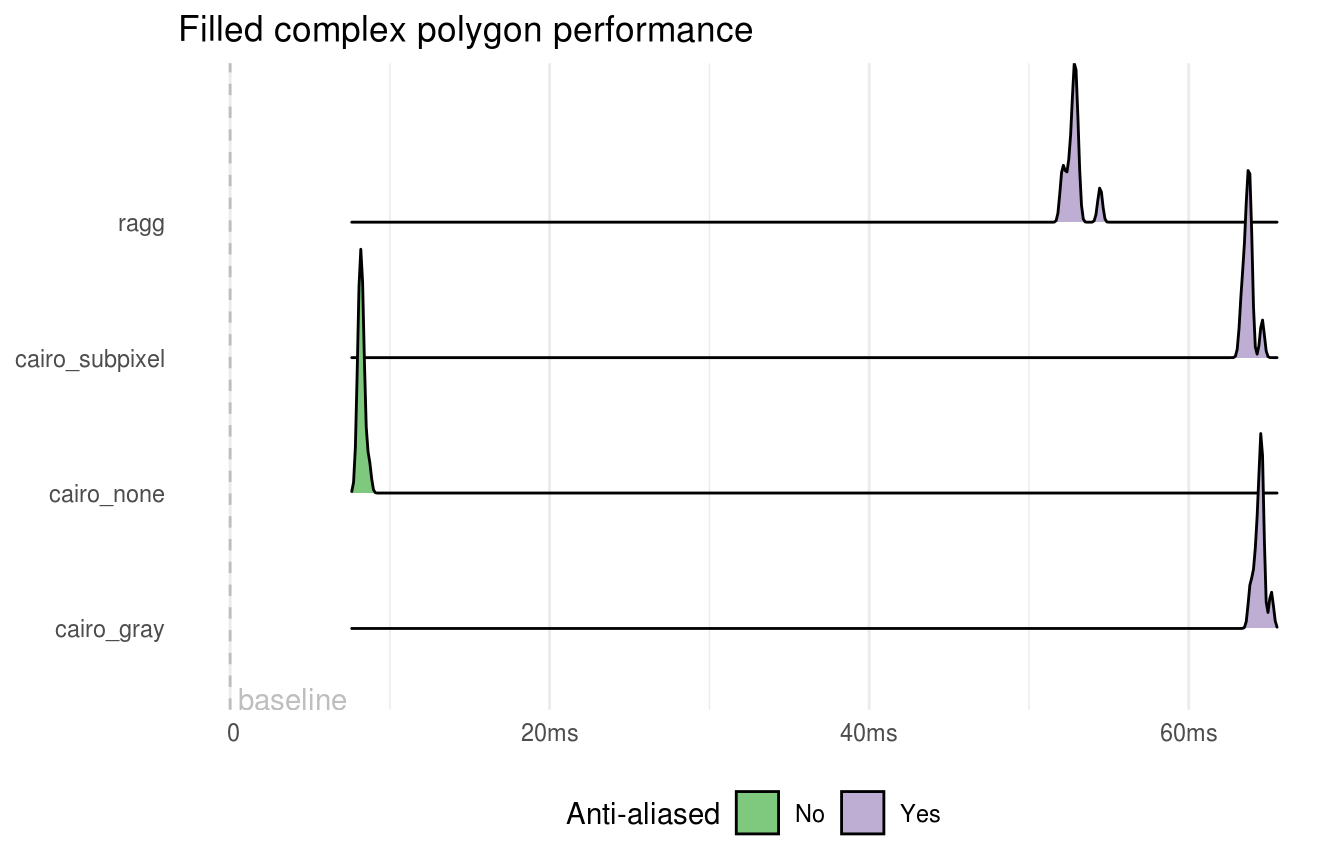 Filled complex polygon performance
ragg
cairo_subpixel
cairo_none
cairo_gray
baseline
0 20ms 40ms 60ms
Anti-aliased No Yes